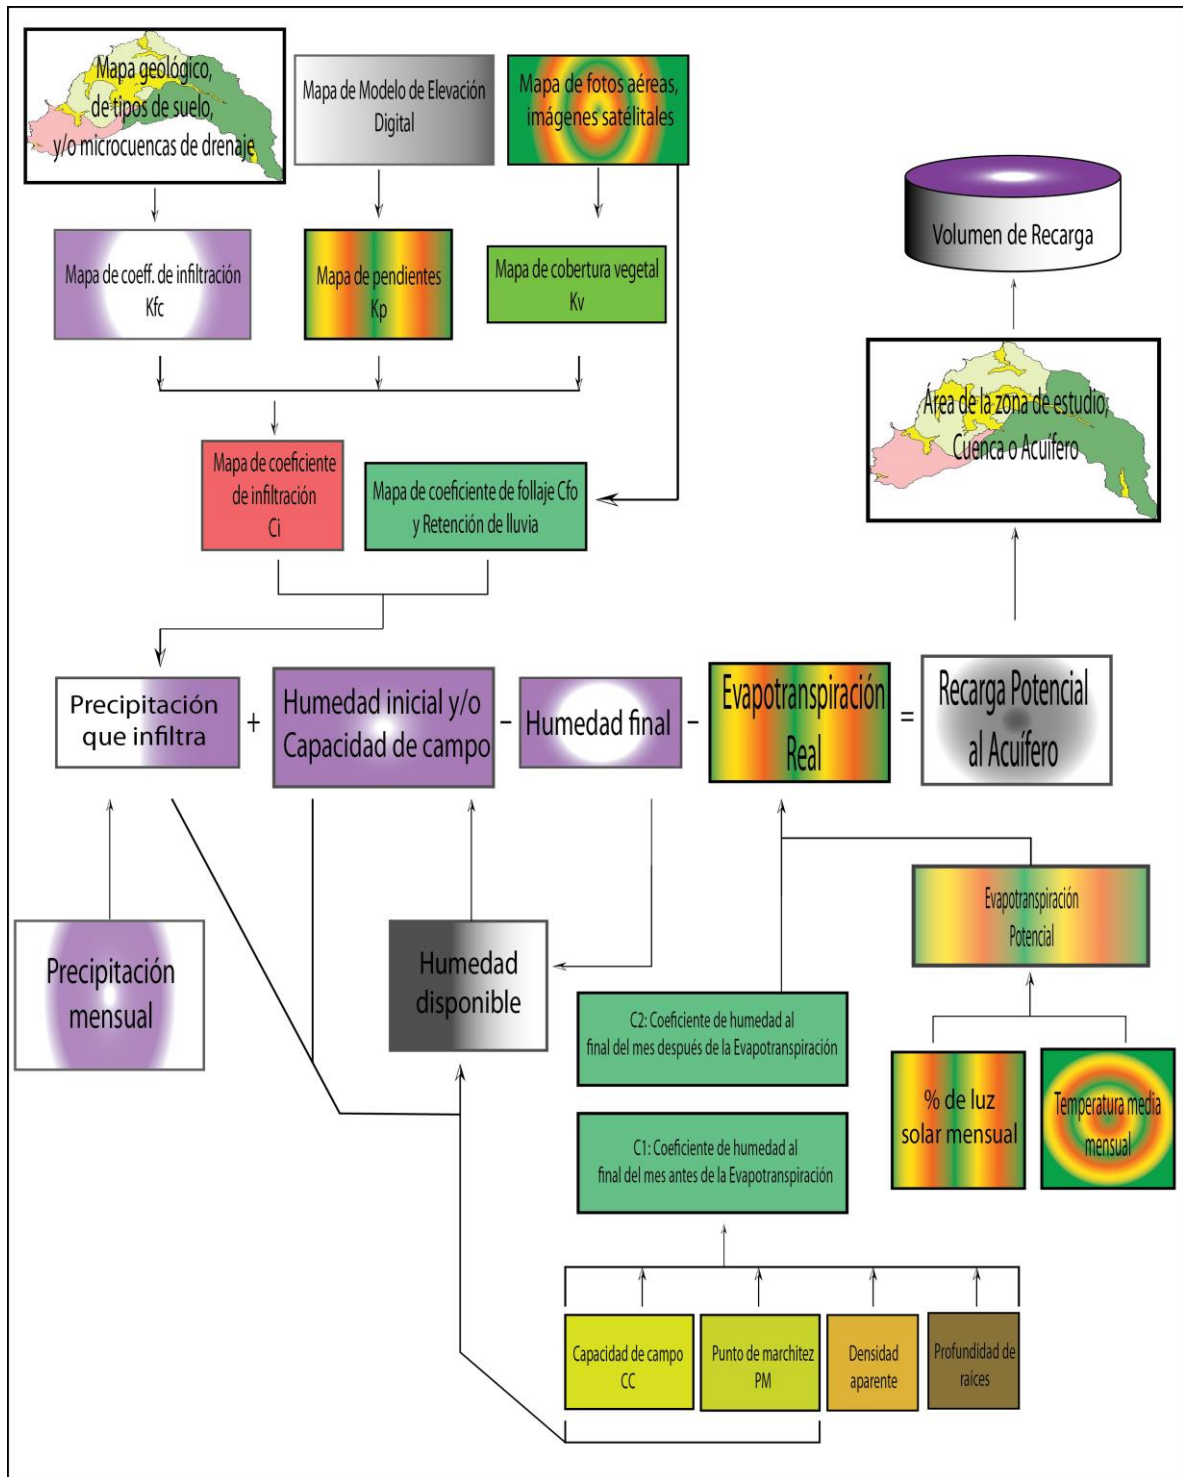 Mapa geológico,
de tipos de suelo,
y/o microcuencas de drenaje
Mapa de Modelo de Elevación
Digital
Mapa de fotos aéreas,
imágenes satélitales
Mapa de coeff. de infiltración
Kfc
Mapa de pendientes
Kp
Mapa de cobertura vegetal
Kv
Volumen de Recarga
Área de la zona de estudio,
Cuenca o Acuífero
Mapa de coeficiente
de infiltración
Ci
Mapa de coeficiente de follaje Cfo
y Retención de lluvia
Precipitación
que infiltra
+
Humedad inicial y/o
Capacidad de campo
–
Humedad final
–
Evapotranspiración
Real
=
Recarga Potencial
al Acuífero
Precipitación
mensual
Humedad
disponible
Evapotranspiración
Potencial
C2: Coeficiente de humedad al
final del mes después de la Evapotranspiración
C1: Coeficiente de humedad al
final del mes antes de la Evapotranspiración
% de luz
solar mensual
Temperatura media
mensual
Capacidad de campo
CC
Punto de marchitez
PM
Densidad
aparente
Profundidad de
raíces